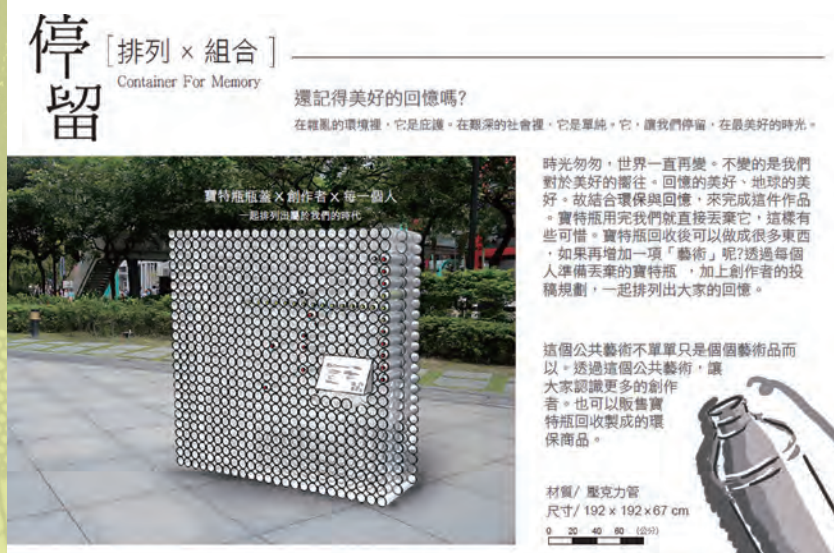 停留
[排列 × 組合]
Container For Memory
還記得美好的回憶嗎?
在雜亂的環境裡,它是庇護。在艱深的社會裡,它是單純。它,讓我們停留,在最美好的時光。
寶特瓶瓶蓋 X 創作者 X 每一個人
一起排列出屬於我們的時代
時光匆匆,世界一直再變。不變的是我們
對於美好的嚮往。回憶的美好、地球的美
好。故結合環保與回憶,來完成這件作品
。寶特瓶用完我們就直接丟棄它,這樣有
些可惜。寶特瓶回收後可以做成很多東西
,如果再增加一項「藝術」呢?透過每個
人準備丟棄的寶特瓶 ,加上創作者的投
稿規劃,一起排列出大家的回憶。
這個公共藝術不單單只是個個藝術品而
以。透過這個公共藝術,讓
大家認識更多的創作
者。也可以販售寶
特瓶回收製成的環
保商品。
材質/ 壓克力管
尺寸/ 192 x 192 x 67 cm
0 20 40 60 (公分)